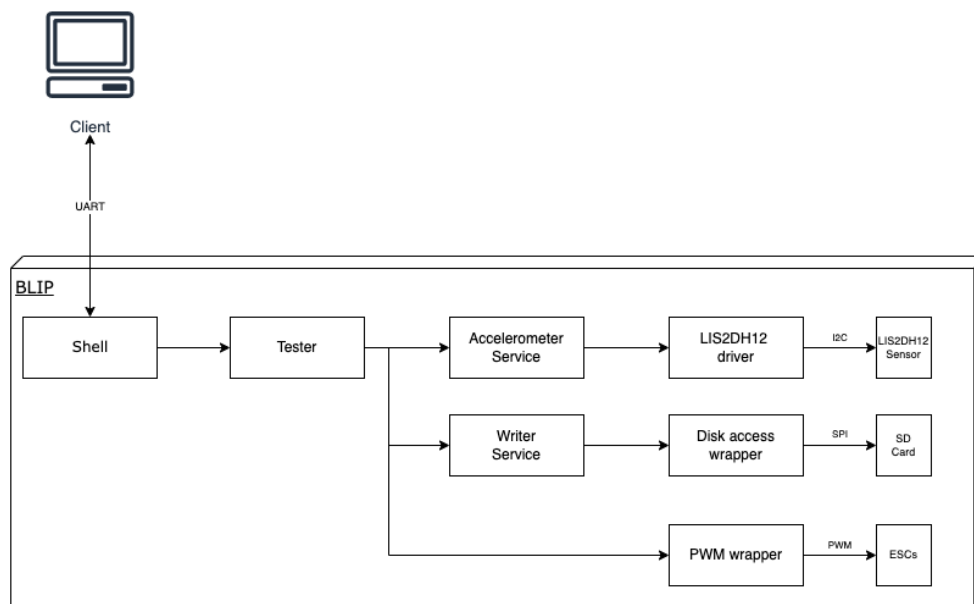 Client
UART
BLIP
Shell
Tester
Accelerometer
Service
LIS2DH12
driver
I2C
LIS2DH12
Sensor
Writer
Service
Disk access
wrapper
SPI
SD
Card
PWM wrapper
PWM
ESCs